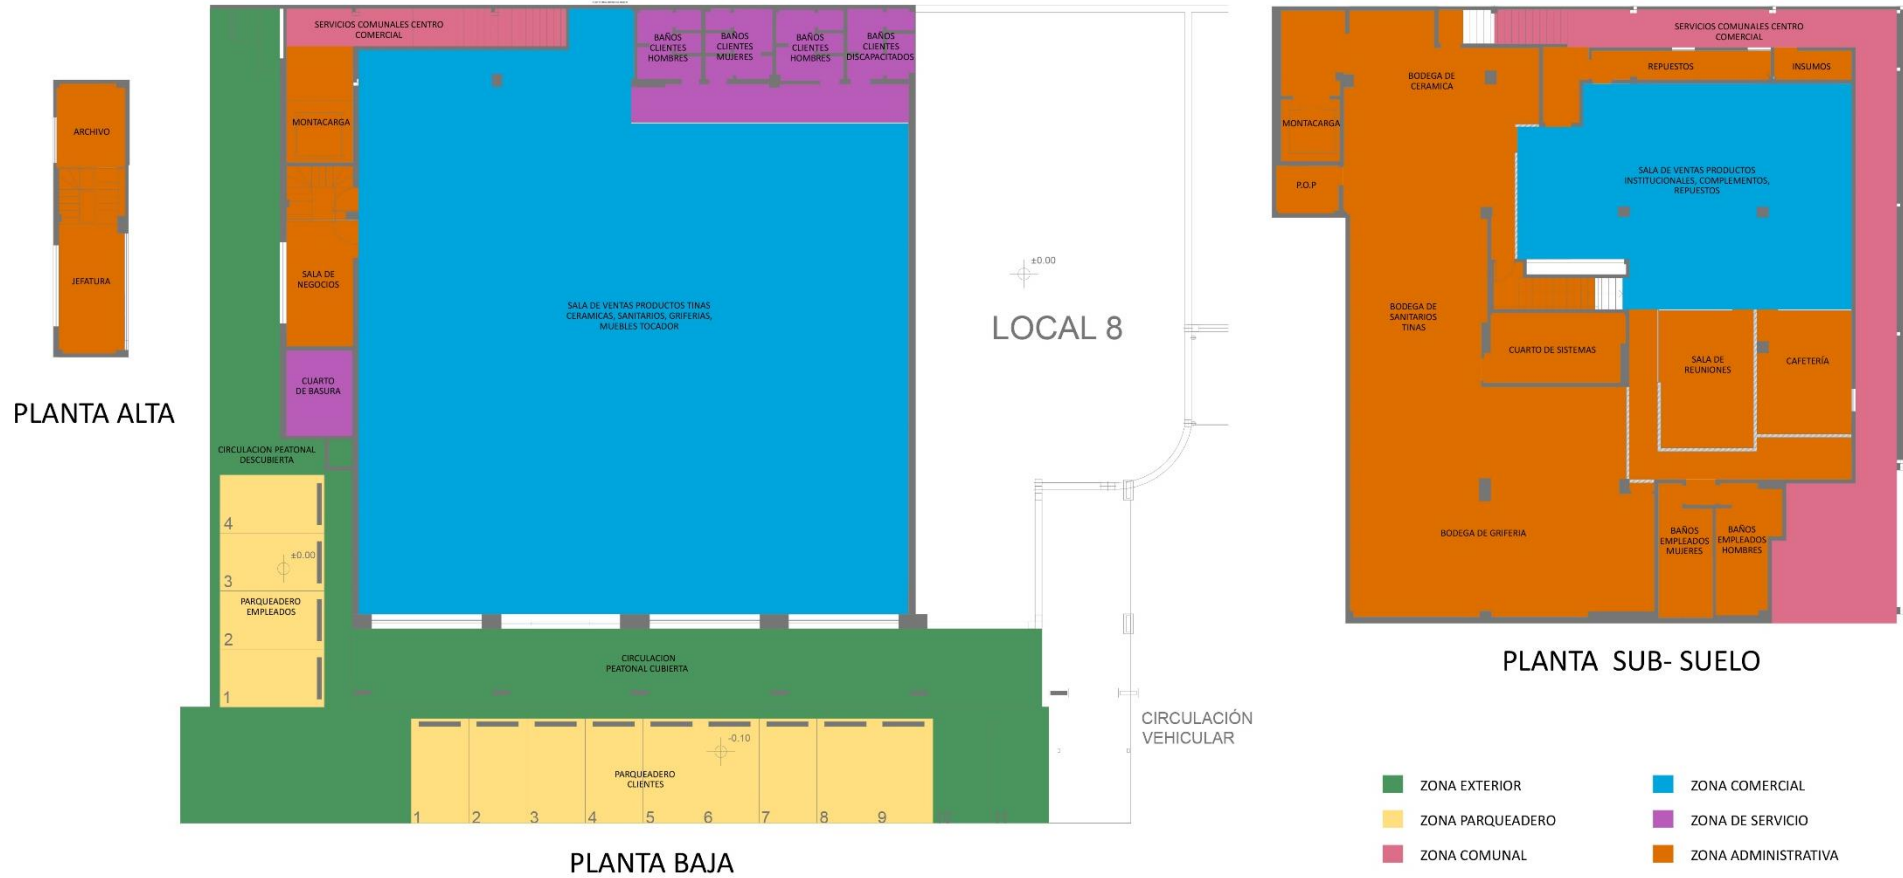 ARCHIVO
JEFATURA
PLANTA ALTA
SERVICIOS COMUNALES CENTRO
COMERCIAL
BAÑOS
CLIENTES
HOMBRES
BAÑOS
CLIENTES
MUJERES
BAÑOS
CLIENTES
HOMBRES
BAÑOS
CLIENTES
DISCAPACITADOS
MONTACARGA
SALA DE
NEGOCIOS
CUARTO
DE BASURA
SALA DE VENTAS PRODUCTOS TINAS
CERAMICAS, SANITARIOS, GRIFERIAS,
MUEBLES TOCADOR
±0.00
LOCAL 8
CIRCULACION PEATONAL
DESCUBIERTA
4
±0.00
3
PARQUEADERO
EMPLEADOS
2
1
CIRCULACION
PEATONAL CUBIERTA
-0.10
PARQUEADERO
CLIENTES
1 2 3 4 5 6 7 8 9 10 11
CIRCULACIÓN
VEHICULAR
PLANTA BAJA
SERVICIOS COMUNALES CENTRO
COMERCIAL
BODEGA DE
CERAMICA
REPUESTOS
INSUMOS
MONTACARGA
P.O.P
SALA DE VENTAS PRODUCTOS
INSTITUCIONALES, COMPLEMENTOS,
REPUESTOS
BODEGA DE
SANITARIOS
TINAS
CUARTO DE SISTEMAS
SALA DE
REUNIONES
CAFETERÍA
BODEGA DE GRIFERIA
BAÑOS
EMPLEADOS
MUJERES
BAÑOS
EMPLEADOS
HOMBRES
PLANTA SUB- SUELO
ZONA EXTERIOR
ZONA PARQUEADERO
ZONA COMUNAL
ZONA COMERCIAL
ZONA DE SERVICIO
ZONA ADMINISTRATIVA